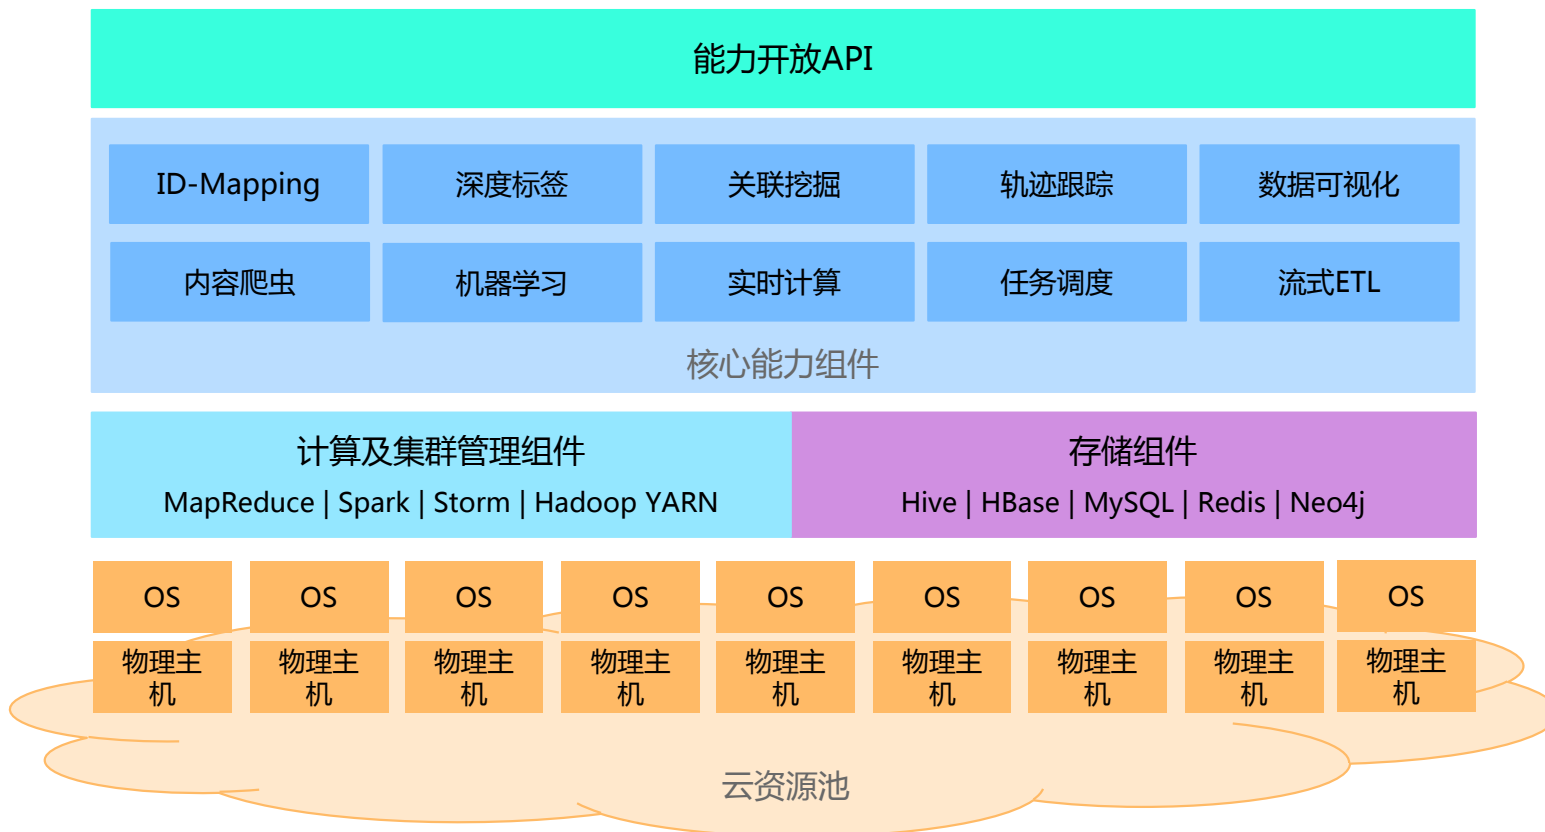 能力开放API
ID-Mapping
深度标签
关联挖掘
轨迹跟踪
数据可视化
内容爬虫
机器学习
实时计算
任务调度
流式ETL
核心能力组件
计算及集群管理组件
MapReduce | Spark | Storm | Hadoop YARN
存储组件
Hive | HBase | MySQL | Redis | Neo4j
OS
OS
OS
OS
OS
OS
OS
OS
OS
物理主
机
物理主
机
物理主
机
物理主
机
物理主
机
物理主
机
物理主
机
物理主
机
物理主
机
云资源池